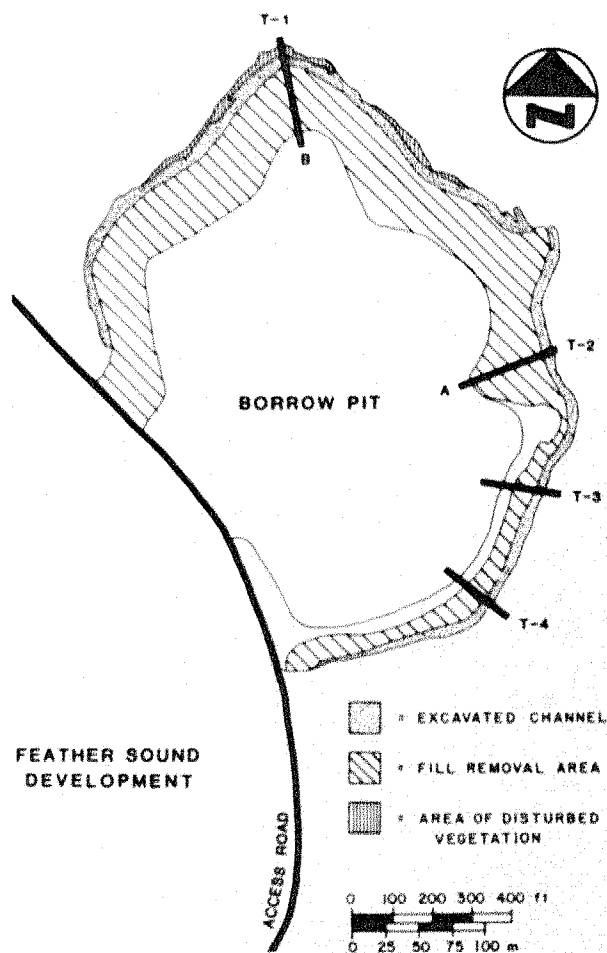 T-1
N
B
T-2
A
BORROW PIT
T-3
T-4
= EXCAVATED CHANNEL
FEATHER SOUND
DEVELOPMENT
= FILL REMOVAL AREA
= AREA OF DISTURBED
VEGETATION
ACCESS ROAD
0 100 200 300 400 ft
0 25 50 75 100 m